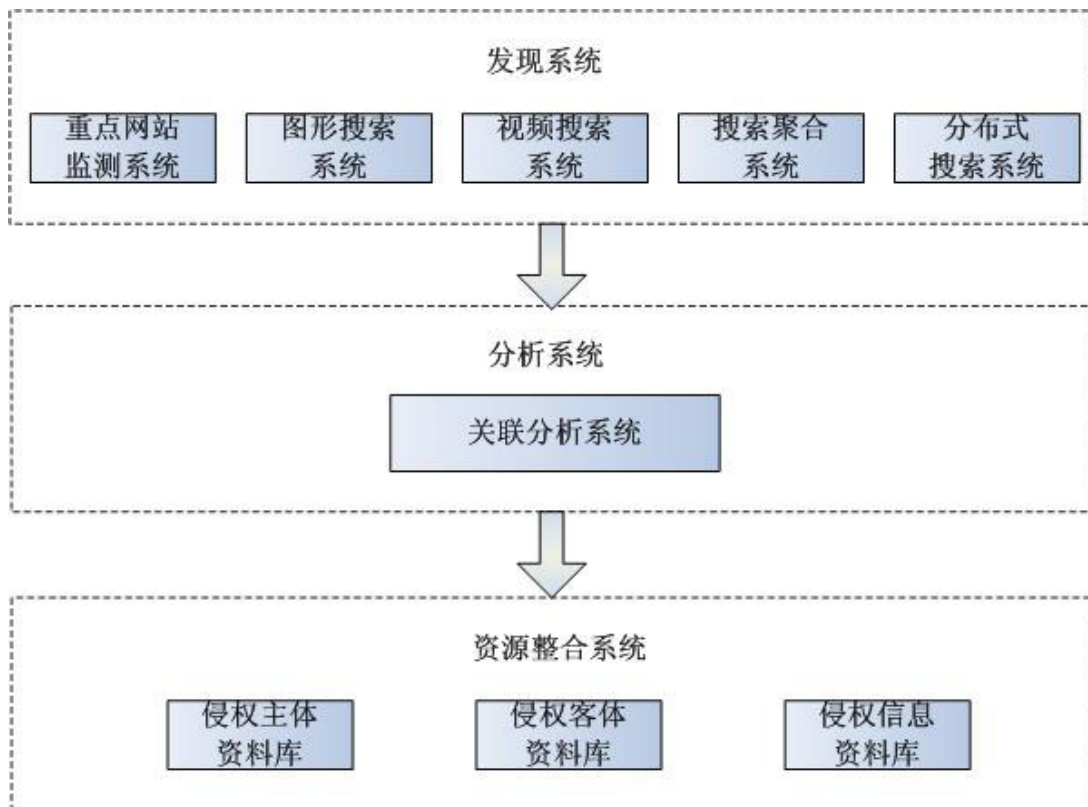 发现系统
重点网站
监测系统
图形搜索
系统
视频搜索
系统
搜索聚合
系统
分布式
搜索系统
分析系统
关联分析系统
资源整合系统
侵权主体
资料库
侵权客体
资料库
侵权信息
资料库